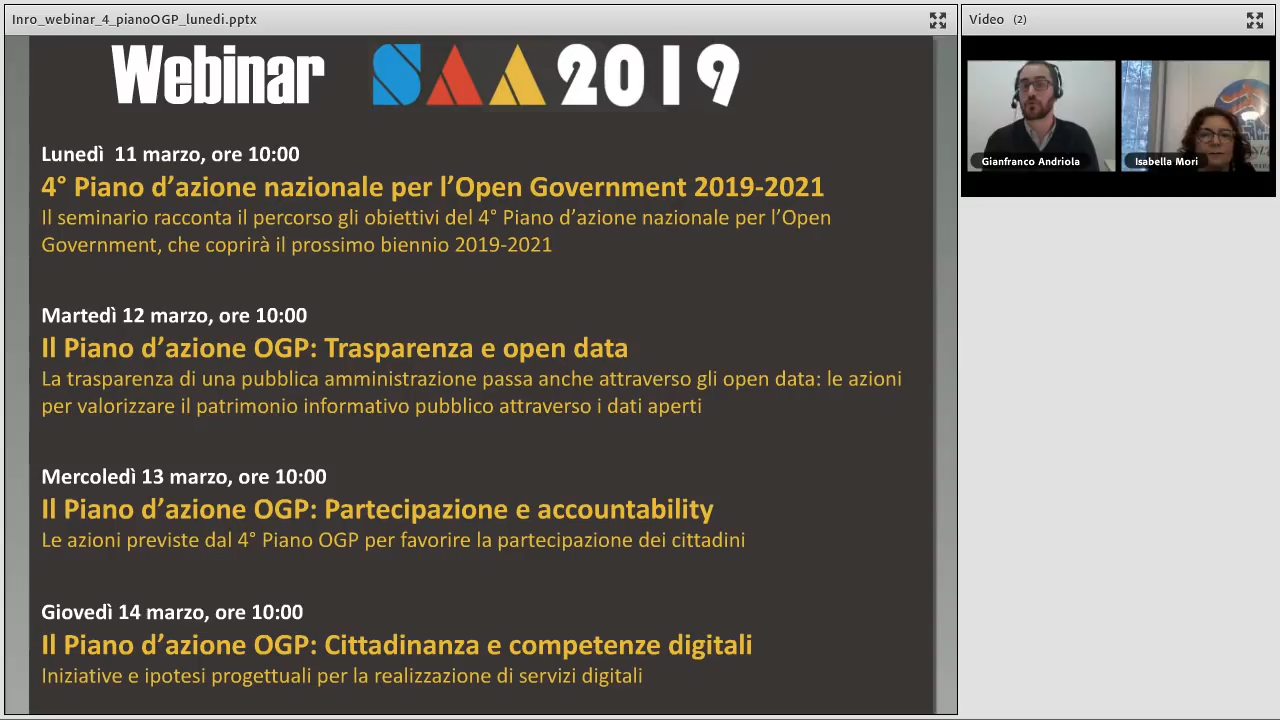 Inro_webinar_4_pianoOGP_lunedi.pptx
Video (2)
Webinar SAA 2019
Gianfranco Andriola
Isabella Mori
Lunedì 11 marzo, ore 10:00
4° Piano d’azione nazionale per l’Open Government 2019-2021
Il seminario racconta il percorso gli obiettivi del 4° Piano d’azione nazionale per l’Open
Government, che coprirà il prossimo biennio 2019-2021
Martedì 12 marzo, ore 10:00
Il Piano d’azione OGP: Trasparenza e open data
La trasparenza di una pubblica amministrazione passa anche attraverso gli open data: le azioni
per valorizzare il patrimonio informativo pubblico attraverso i dati aperti
Mercoledì 13 marzo, ore 10:00
Il Piano d’azione OGP: Partecipazione e accountability
Le azioni previste dal 4° Piano OGP per favorire la partecipazione dei cittadini
Giovedì 14 marzo, ore 10:00
Il Piano d’azione OGP: Cittadinanza e competenze digitali
Iniziative e ipotesi progettuali per la realizzazione di servizi digitali